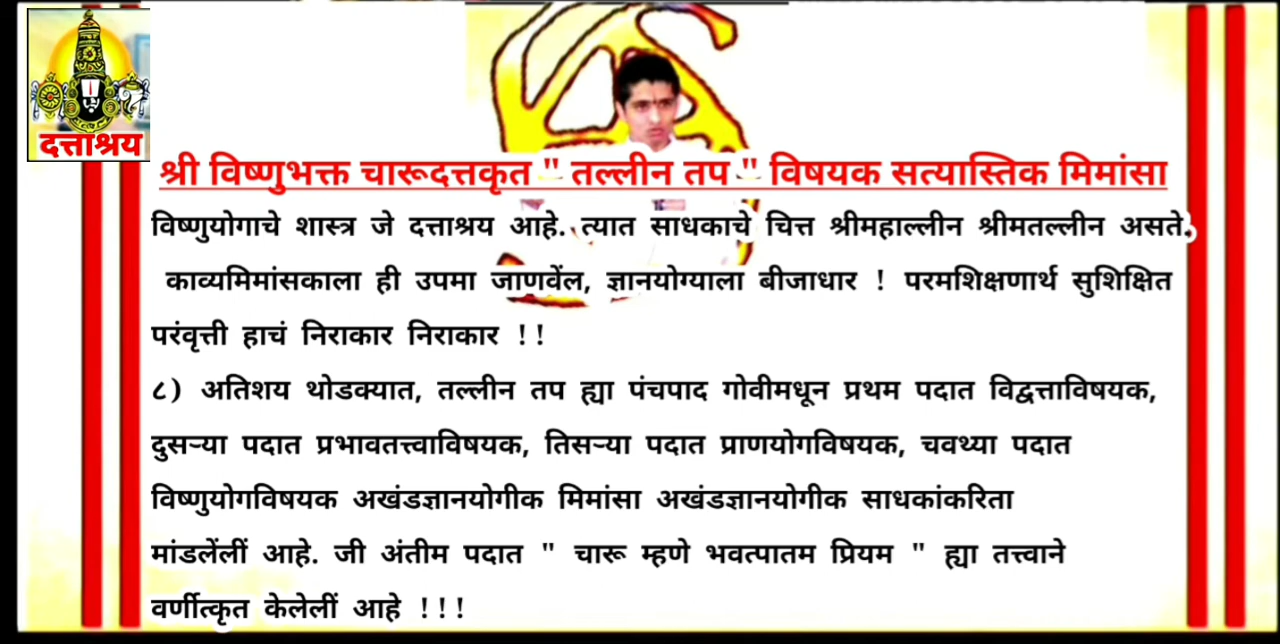 दत्ताश्रय
श्री विष्णुभक्त चारूदत्तकृत " तल्लीन तप " विषयक सत्यास्तिक मिमांसा
विष्णुयोगाचे शास्त्र जे दत्ताश्रय आहे. त्यात साधकाचे चित्त श्रीमहाल्लीन श्रीमतल्लीन असते.
काव्यमिमांसकाला ही उपमा जाणवेंल, ज्ञानयोग्याला बीजाधार ! परमशिक्षणार्थ सुशिक्षित
परंवृत्ती हाचं निराकार निराकार !!
८) अतिशय थोडक्यात, तल्लीन तप ह्या पंचपाद गोवीमधून प्रथम पदात विद्वत्ताविषयक,
दुसऱ्या पदात प्रभावतत्त्वाविषयक, तिसऱ्या पदात प्राणयोगविषयक, चवथ्या पदात
विष्णुयोगविषयक अखंडज्ञानयोगीक मिमांसा अखंडज्ञानयोगीक साधकांकरिता
मांडलेंलीं आहे. जी अंतीम पदात " चारू म्हणे भवत्पातम प्रियम " ह्या तत्त्वाने
वर्णीत्कृत केलेलीं आहे !!!